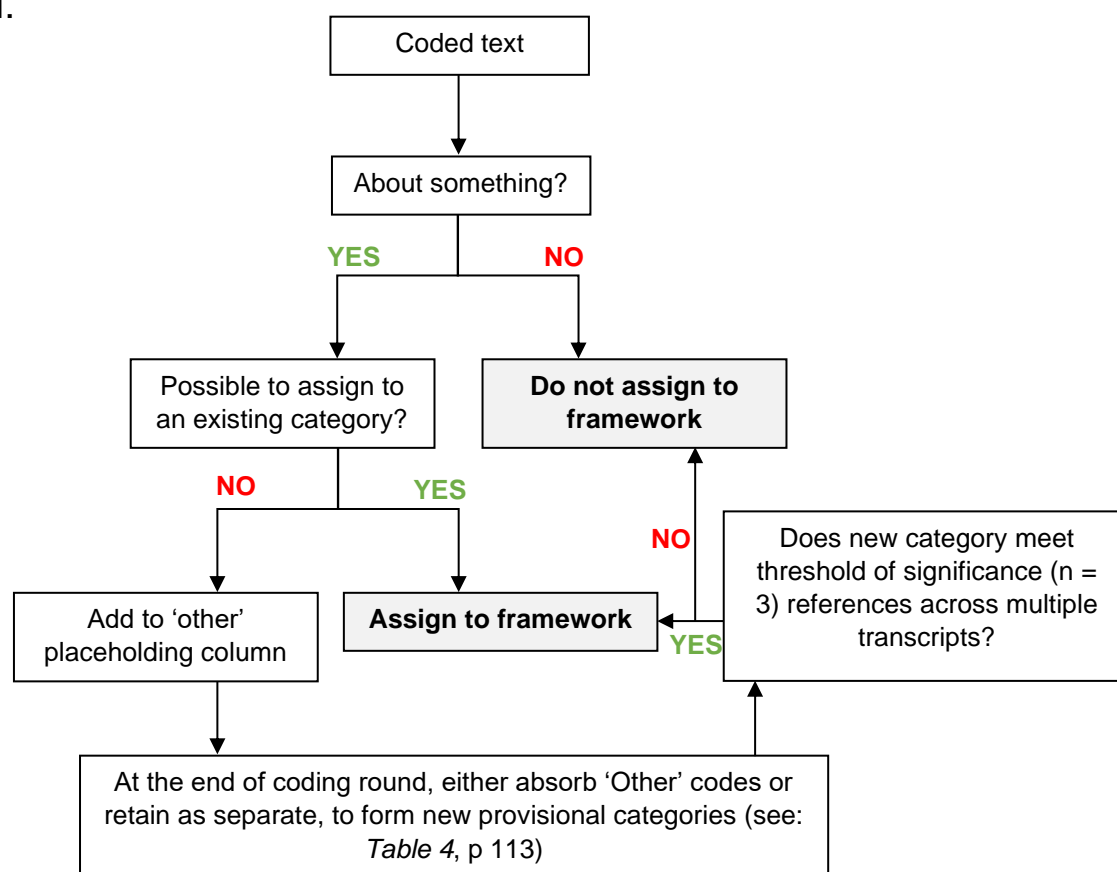 Coded text
About something?
YES
NO
Possible to assign to
an existing category?
Do not assign to
framework
NO
YES
NO
Does new category meet
threshold of significance (n =
3) references across multiple
transcripts?
Add to ‘other’
placeholding column
Assign to framework
YES
At the end of coding round, either absorb ‘Other’ codes or
retain as separate, to form new provisional categories (see:
Table 4, p 113)